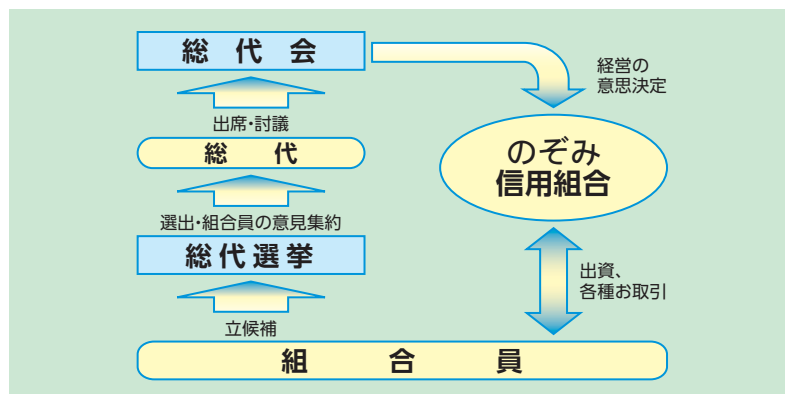 総代会
経営の
意思決定
出席・討議
総代
のぞみ
信用組合
選出・組合員の意見集約
総代選挙
出資、
各種お取引
立候補
組合員